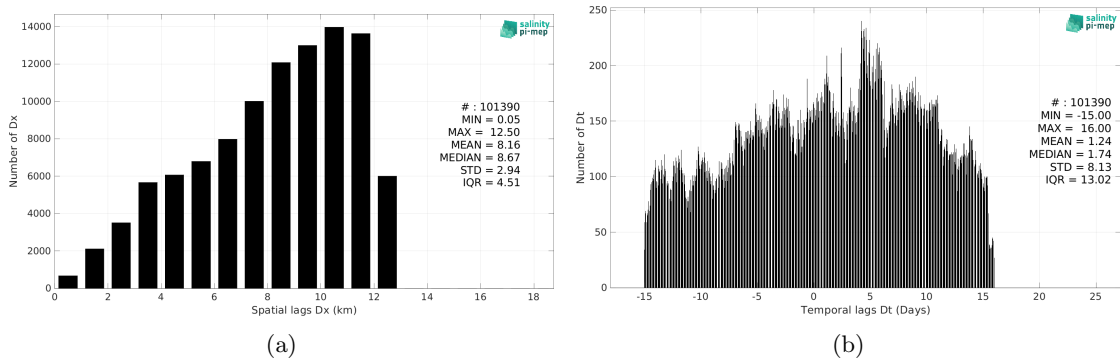 14000
12000
10000
8000
6000
4000
2000
0
Number of Dx
0 2 4 6 8 10 12 14 16 18
Spatial lags Dx (km)
salinity
pi-mep
# : 101390
MIN = 0.05
MAX = 12.50
MEAN = 8.16
MEDIAN = 8.67
STD = 2.94
IQR = 4.51
(a)
250
200
150
100
50
0
Number of Dt
-15 -10 -5 0 5 10 15 20 25
Temporal lags Dt (Days)
salinity
pi-mep
# : 101390
MIN = -15.00
MAX = 16.00
MEAN = 1.24
MEDIAN = 1.74
STD = 8.13
IQR = 13.02
(b)